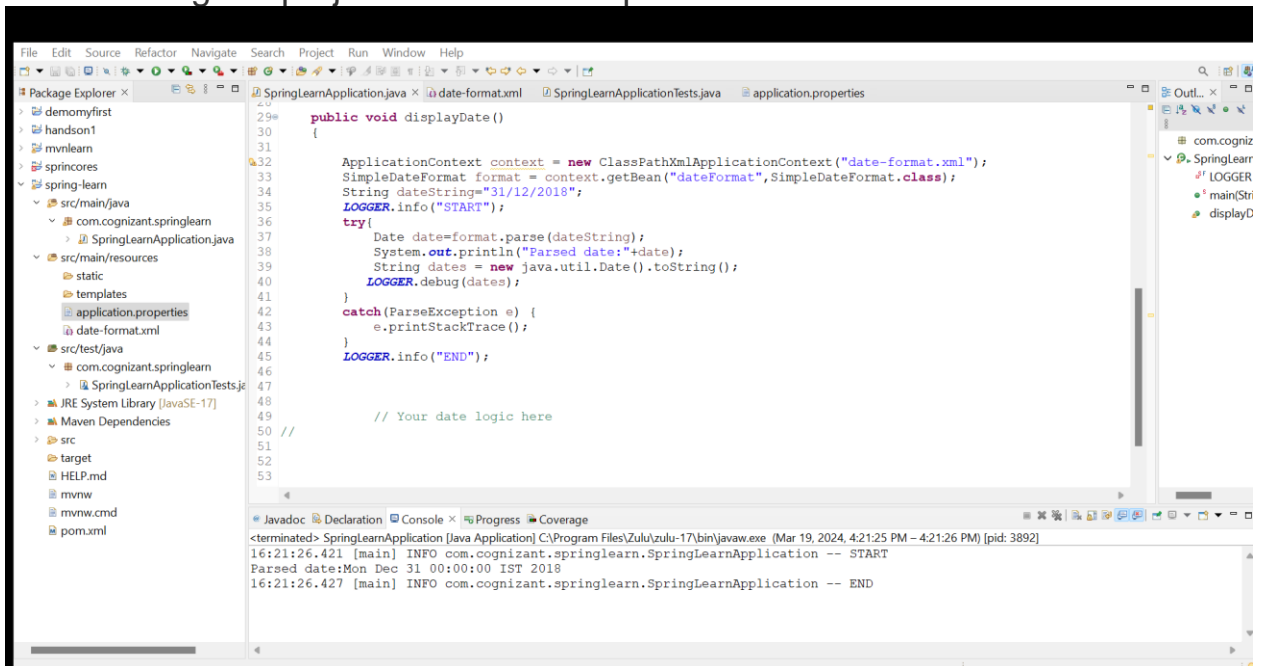 File Edit Source Refactor Navigate Search Project Run Window Help
Package Explorer
demomyfirst
handson1
mvnlearn
sprincores
spring-learn
src/main/java
com.cognizant.springlearn
SpringLearnApplication.java
src/main/resources
static
templates
application.properties
date-format.xml
src/test/java
com.cognizant.springlearn
SpringLearnApplicationTests.ja
JRE System Library [JavaSE-17]
Maven Dependencies
src
target
HELP.md
mvnw
mvnw.cmd
pom.xml
SpringLearnApplication.java date-format.xml SpringLearnApplicationTests.java application.properties
29 public void displayDate()
30 {
31
32 ApplicationContext context = new ClassPathXmlApplicationContext("date-format.xml");
33 SimpleDateFormat format = context.getBean("dateFormat",SimpleDateFormat.class);
34 String dateString="31/12/2018";
35 LOGGER.info("START");
36 try{
37 Date date=format.parse(dateString);
38 System.out.println("Parsed date:"+date);
39 String dates = new java.util.Date().toString();
40 LOGGER.debug(dates);
41 }
42 catch(ParseException e) {
43 e.printStackTrace();
44 }
45 LOGGER.info("END");
46
47
48
49 // Your date logic here
50 //
51
52
53
Outl...
com.cogniz
SpringLearn
LOGGER
main(Stri
displayD
Javadoc Declaration Console Progress Coverage
<terminated> SpringLearnApplication [Java Application] C:\Program Files\Zulu\zulu-17\bin\javaw.exe (Mar 19, 2024, 4:21:25 PM – 4:21:26 PM) [pid: 3892]
16:21:26.421 [main] INFO com.cognizant.springlearn.SpringLearnApplication -- START
Parsed date:Mon Dec 31 00:00:00 IST 2018
16:21:26.427 [main] INFO com.cognizant.springlearn.SpringLearnApplication -- END